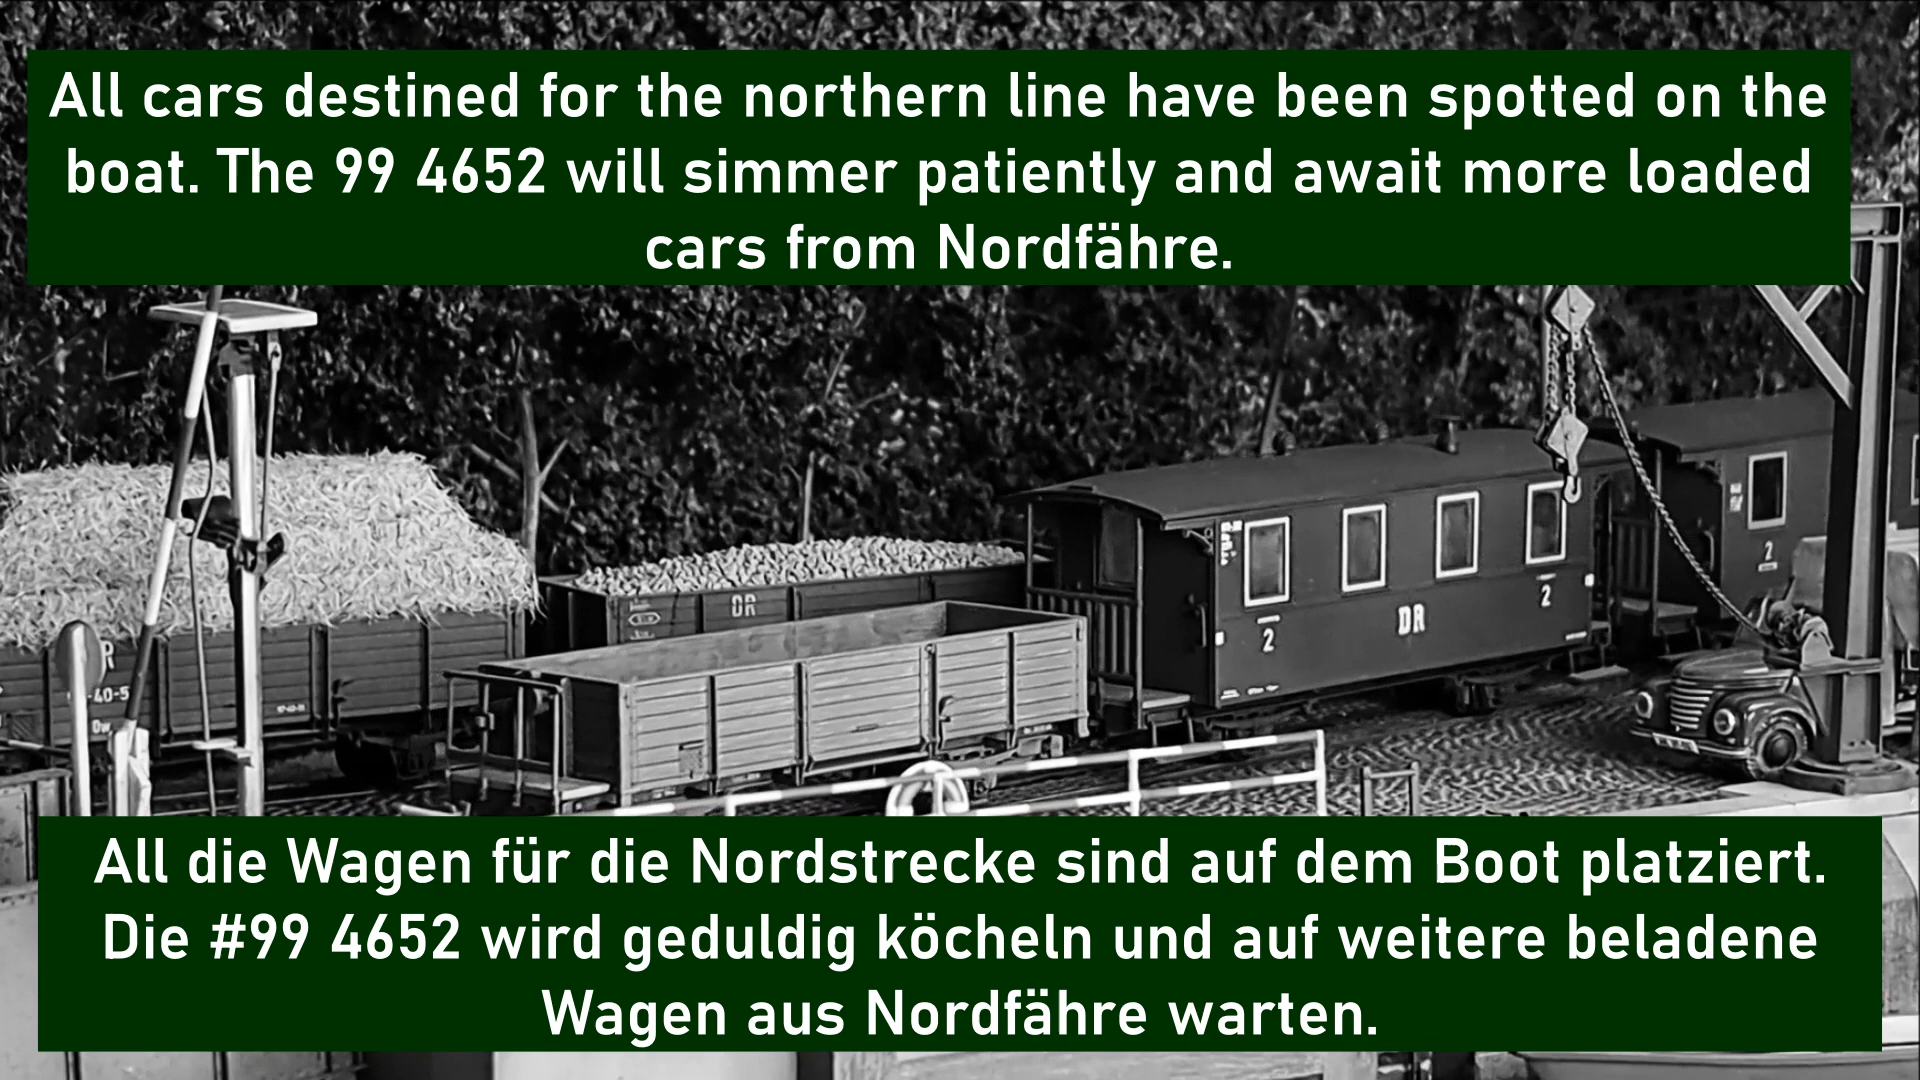 All cars destined for the northern line have been spotted on the
boat. The 99 4652 will simmer patiently and await more loaded
cars from Nordfähre.
DR
2
DR
2
2
R
-40-5
All die Wagen für die Nordstrecke sind auf dem Boot platziert.
Die #99 4652 wird geduldig köcheln und auf weitere beladene
Wagen aus Nordfähre warten.